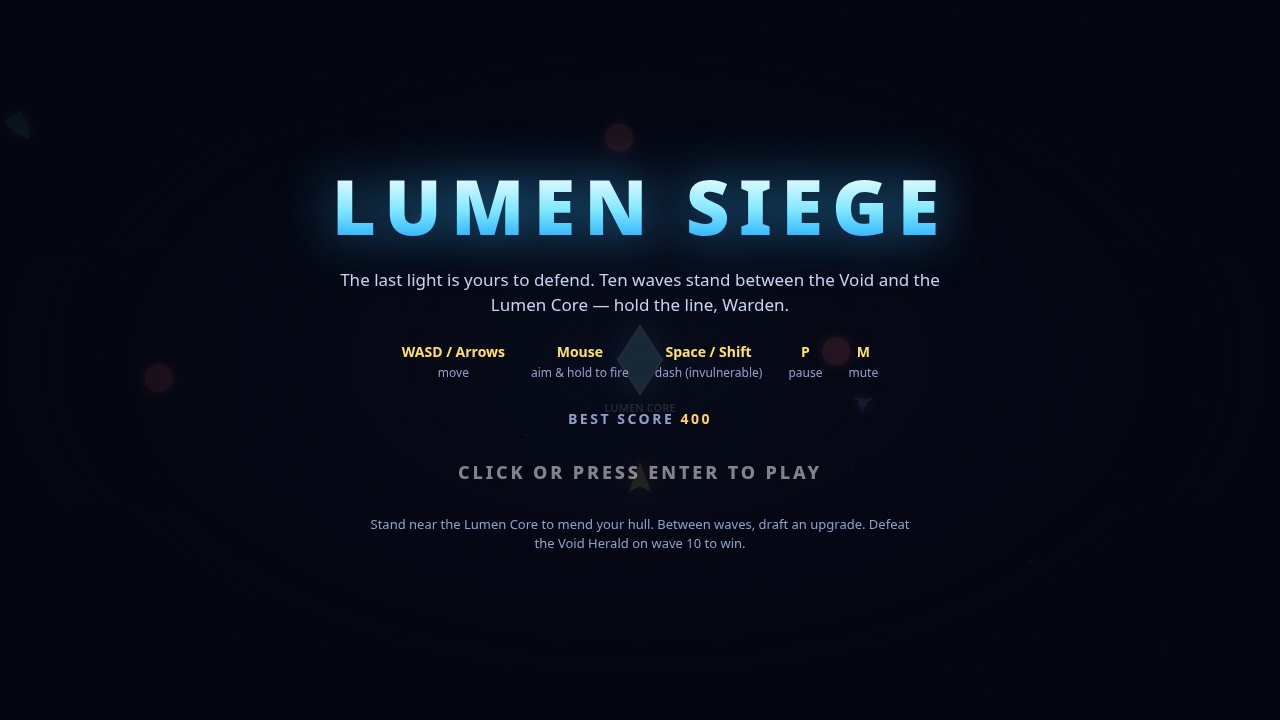 LUMEN SIEGE
The last light is yours to defend. Ten waves stand between the Void and the
Lumen Core — hold the line, Warden.
WASD / Arrows Mouse Space / Shift P M
move aim & hold to fire dash (invulnerable) pause mute
LUMEN CORE
BEST SCORE 400
CLICK OR PRESS ENTER TO PLAY
Stand near the Lumen Core to mend your hull. Between waves, draft an upgrade. Defeat
the Void Herald on wave 10 to win.